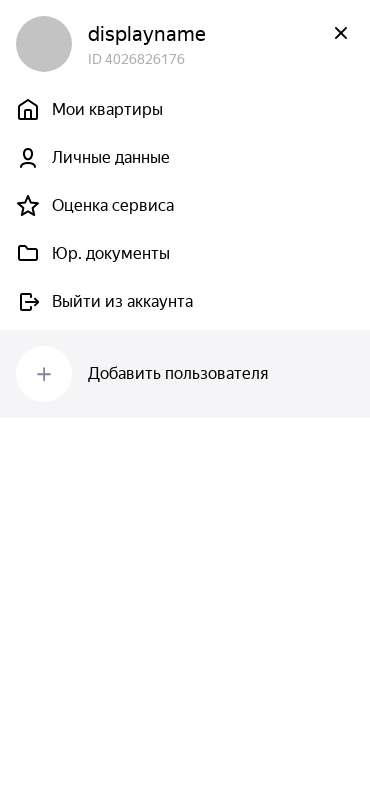 displayname
ID 4026826176
Мои квартиры
Личные данные
Оценка сервиса
Юр. документы
Выйти из аккаунта
Добавить пользователя